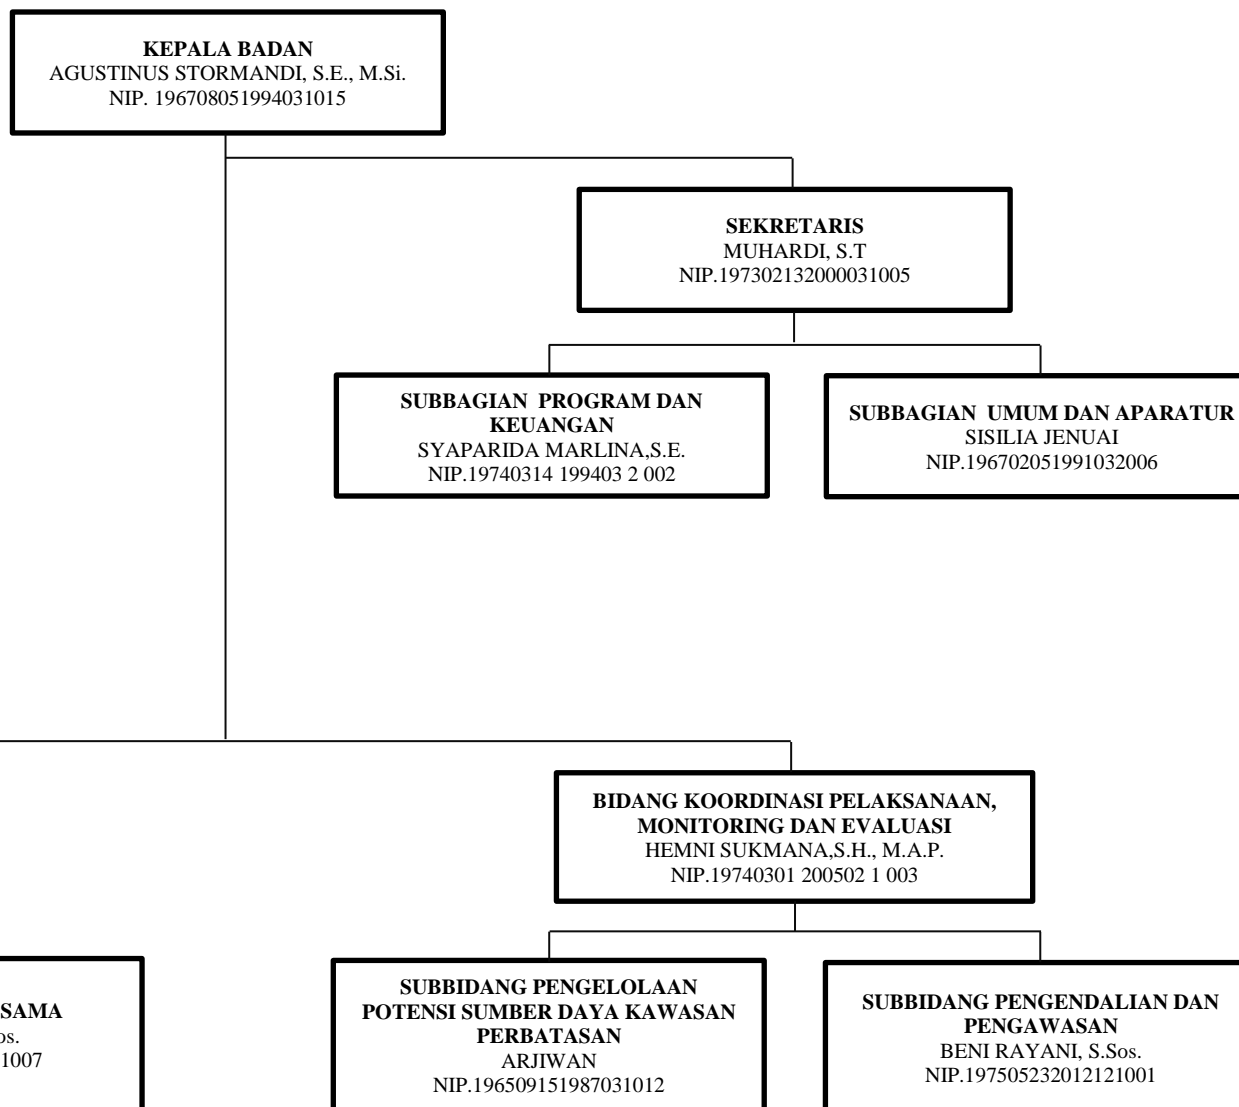 KEPALA BADAN
AGUSTINUS STORMANDI, S.E., M.Si.
NIP. 196708051994031015
SEKRETARIS
MUHARDI, S.T
NIP.197302132000031005
SUBBAGIAN  PROGRAM DAN
KEUANGAN
SYAPARIDA MARLINA,S.E.
NIP.19740314 199403 2 002
SUBBAGIAN  UMUM DAN APARATUR
SISILIA JENUAI
NIP.196702051991032006
BIDANG KOORDINASI PELAKSANAAN,
MONITORING DAN EVALUASI
HEMNI SUKMANA,S.H., M.A.P.
NIP.19740301 200502 1 003
SAMA
os.
1007
SUBBIDANG PENGELOLAAN
POTENSI SUMBER DAYA KAWASAN
PERBATASAN
ARJIWAN
NIP.196509151987031012
SUBBIDANG PENGENDALIAN DAN
PENGAWASAN
BENI RAYANI, S.Sos.
NIP.197505232012121001